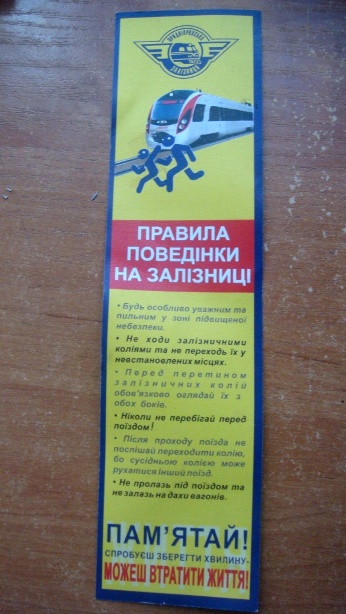 ПРИДНІПРОВСЬКА
ЗАЛІЗНИЦЯ
ПРАВИЛА
ПОВЕДІНКИ
НА ЗАЛІЗНИЦІ
• Будь особливо уважним та
пильним у зоні підвищеної
небезпеки.
• Не ходи залізничними
коліями та не переходь їх у
невстановлених місцях.
• Перед перетином
залізничних колій
обов'язково оглядай їх з
обох боків.
• Ніколи не перебігай перед
поїздом!
• Після проходу поїзда не
поспішай переходити колію,
бо сусідньою колією може
рухатися інший поїзд.
• Не пролазь під поїздом та
не залазь на дахи вагонів.
ПАМ'ЯТАЙ!
СПРОБУЄШ ЗБЕРЕГТИ ХВИЛИНУ-
МОЖЕШ ВТРАТИТИ ЖИТТЯ!